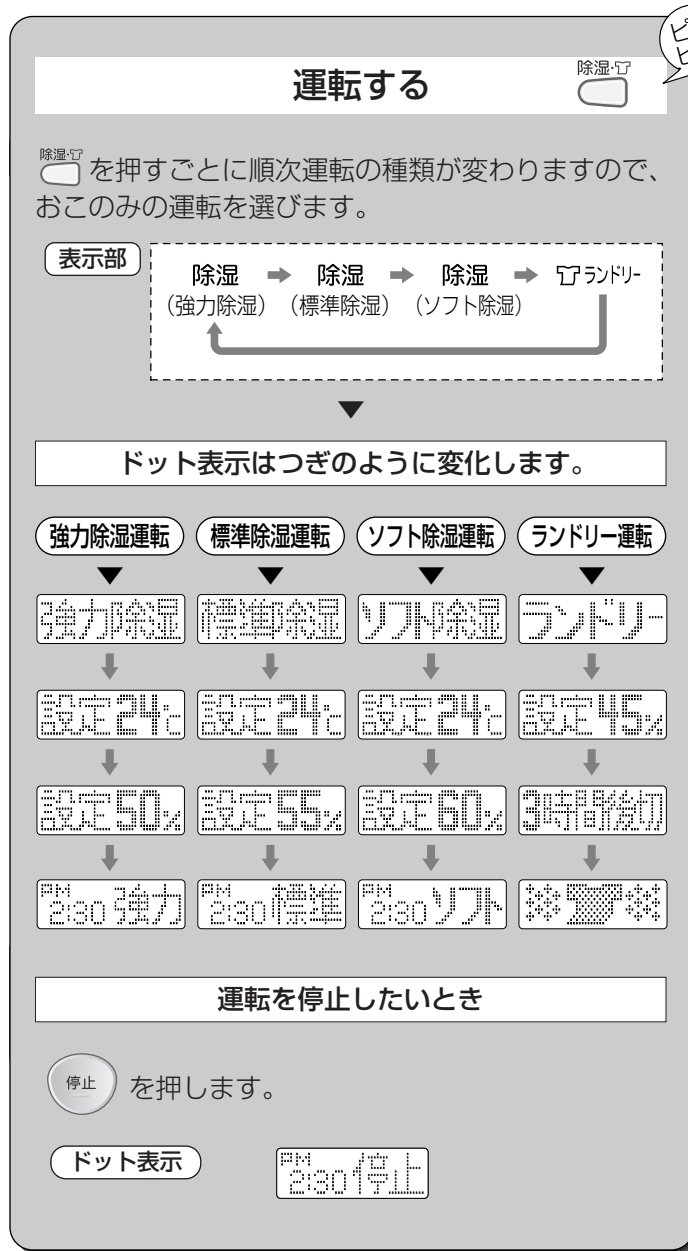 運転する
除湿・
除湿・
を押すごとに順次運転の種類が変わりますので、
おこのみの運転を選びます。
表示部
除湿 ➡ 除湿 ➡ 除湿 ➡ ランドリー
（強力除湿）（標準除湿）（ソフト除湿）
▼
ドット表示はつぎのように変化します。
強力除湿運転 標準除湿運転 ソフト除湿運転 ランドリー運転
強力除湿 標準除湿 ソフト除湿 ランドリー
設定24℃ 設定24℃ 設定24℃ 設定45%
設定50% 設定55% 設定60% 3時間後切
PM 2:30 強力 PM 2:30 標準 PM 2:30 ソフト
運転を停止したいとき
停止 を押します。
ドット表示
PM 2:30 停止